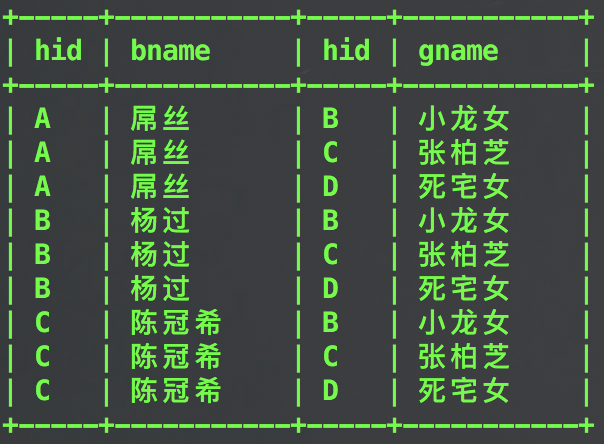 +-----+-----------+-----+-----------+
| hid | bname | hid | gname |
+-----+-----------+-----+-----------+
| A | 屌丝 | B | 小龙女 |
| A | 屌丝 | C | 张柏芝 |
| A | 屌丝 | D | 死宅女 |
| B | 杨过 | B | 小龙女 |
| B | 杨过 | C | 张柏芝 |
| B | 杨过 | D | 死宅女 |
| C | 陈冠希 | B | 小龙女 |
| C | 陈冠希 | C | 张柏芝 |
| C | 陈冠希 | D | 死宅女 |
+-----+-----------+-----+-----------+